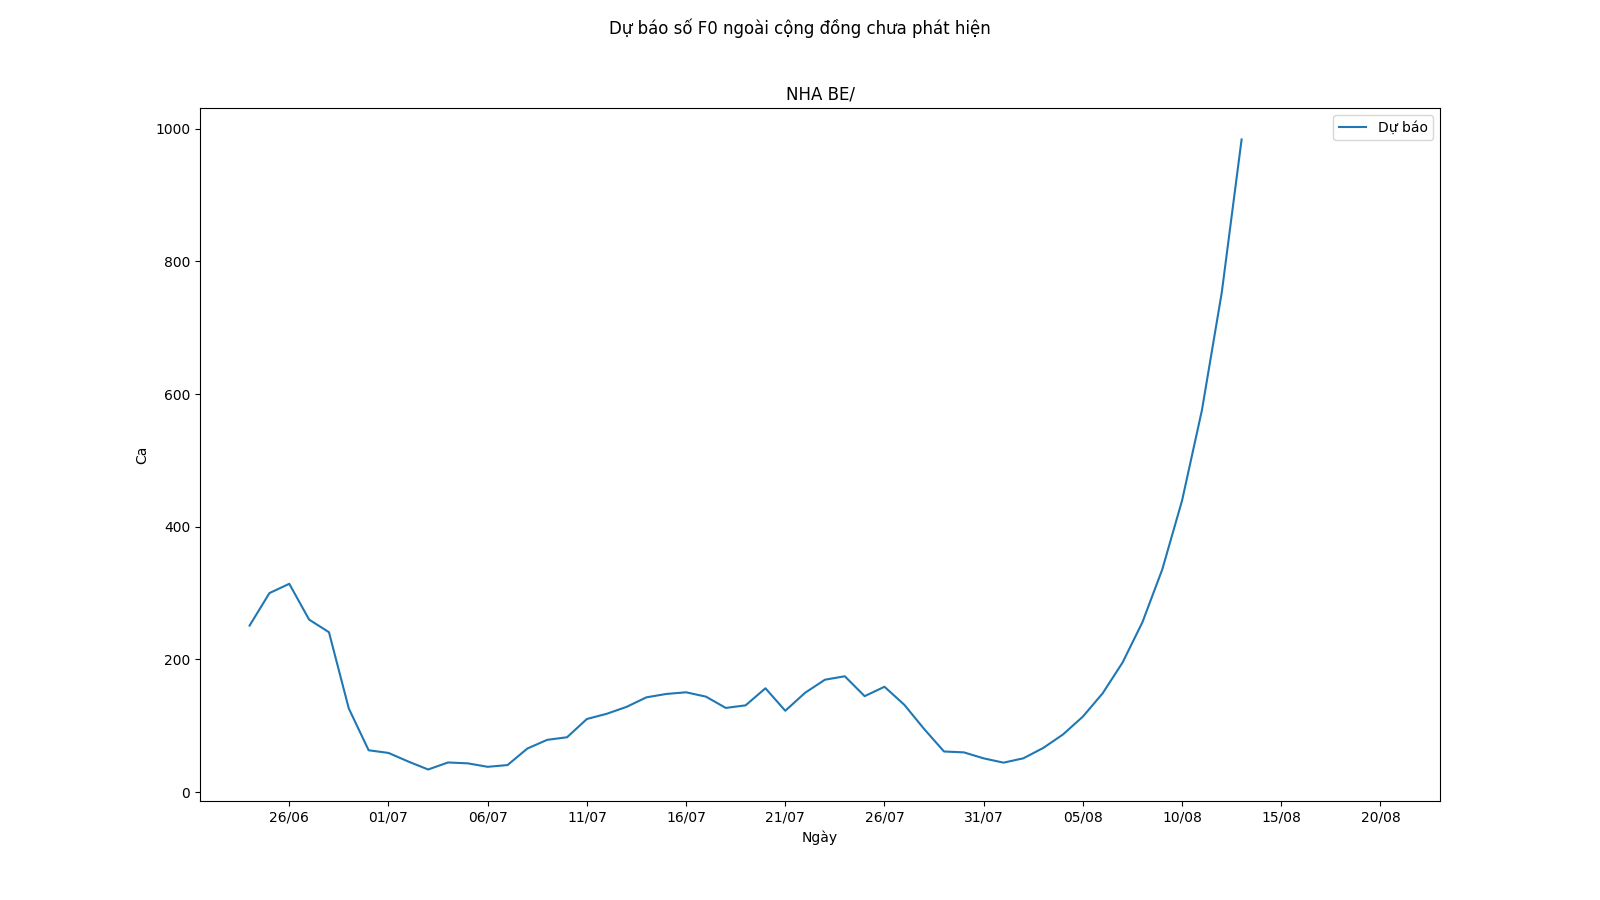 Dự báo số F0 ngoài cộng đồng chưa phát hiện
NHA BE/
Dự báo
1000
800
600
400
200
0
Ca
26/06 01/07 06/07 11/07 16/07 21/07 26/07 31/07 05/08 10/08 15/08 20/08
Ngày